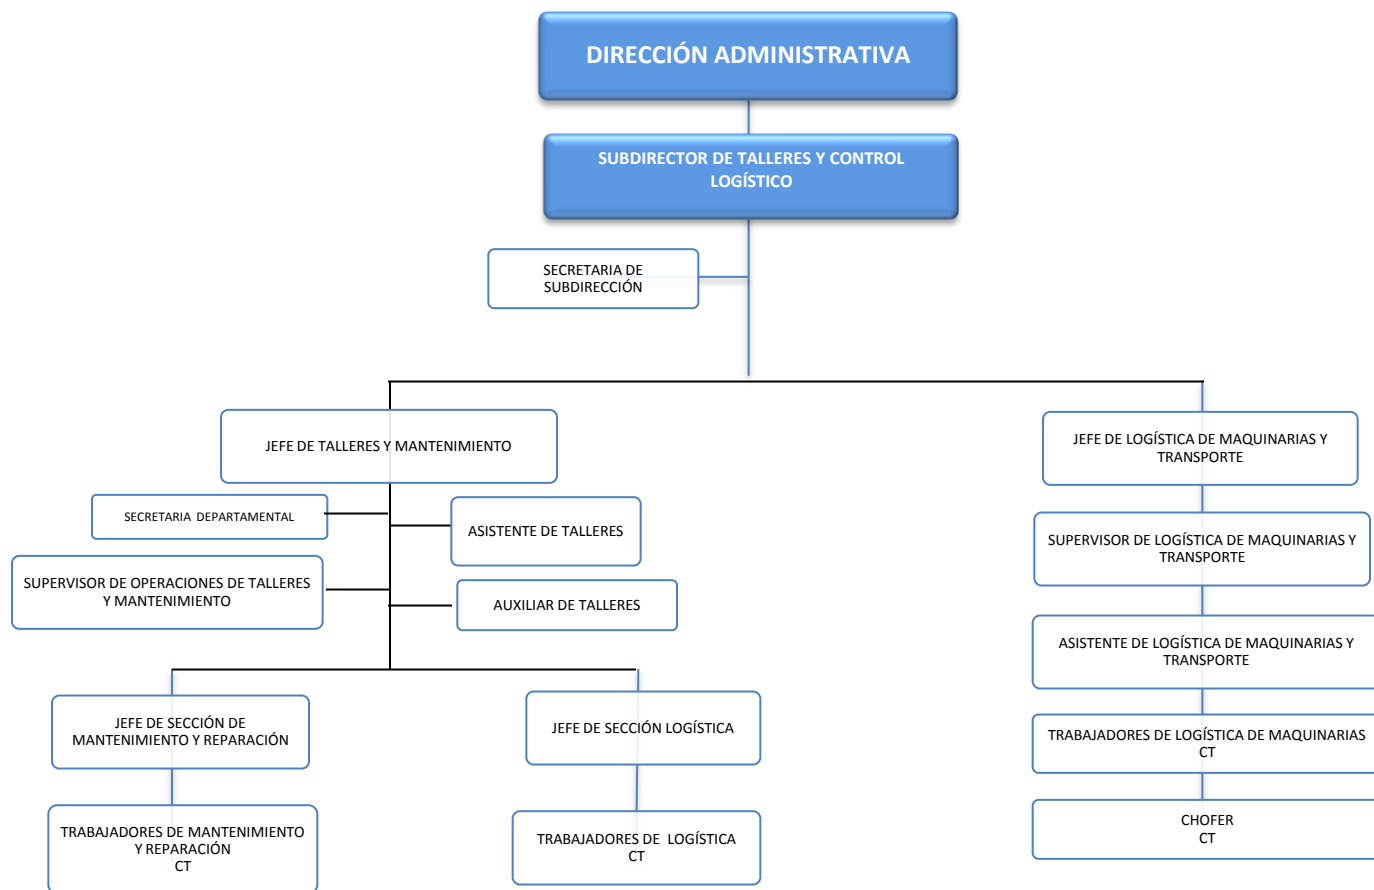 DIRECCIÓN ADMINISTRATIVA
SUBDIRECTOR DE TALLERES Y CONTROL
LOGÍSTICO
SECRETARIA DE
SUBDIRECCIÓN
JEFE DE TALLERES Y MANTENIMIENTO
SECRETARIA DEPARTAMENTAL
ASISTENTE DE TALLERES
SUPERVISOR DE OPERACIONES DE TALLERES
Y MANTENIMIENTO
AUXILIAR DE TALLERES
JEFE DE SECCIÓN DE
MANTENIMIENTO Y REPARACIÓN
TRABAJADORES DE MANTENIMIENTO
Y REPARACIÓN
CT
JEFE DE SECCIÓN LOGÍSTICA
TRABAJADORES DE LOGÍSTICA
CT
JEFE DE LOGÍSTICA DE MAQUINARIAS Y
TRANSPORTE
SUPERVISOR DE LOGÍSTICA DE MAQUINARIAS Y
TRANSPORTE
ASISTENTE DE LOGÍSTICA DE MAQUINARIAS Y
TRANSPORTE
TRABAJADORES DE LOGÍSTICA DE MAQUINARIAS
CT
CHOFER
CT